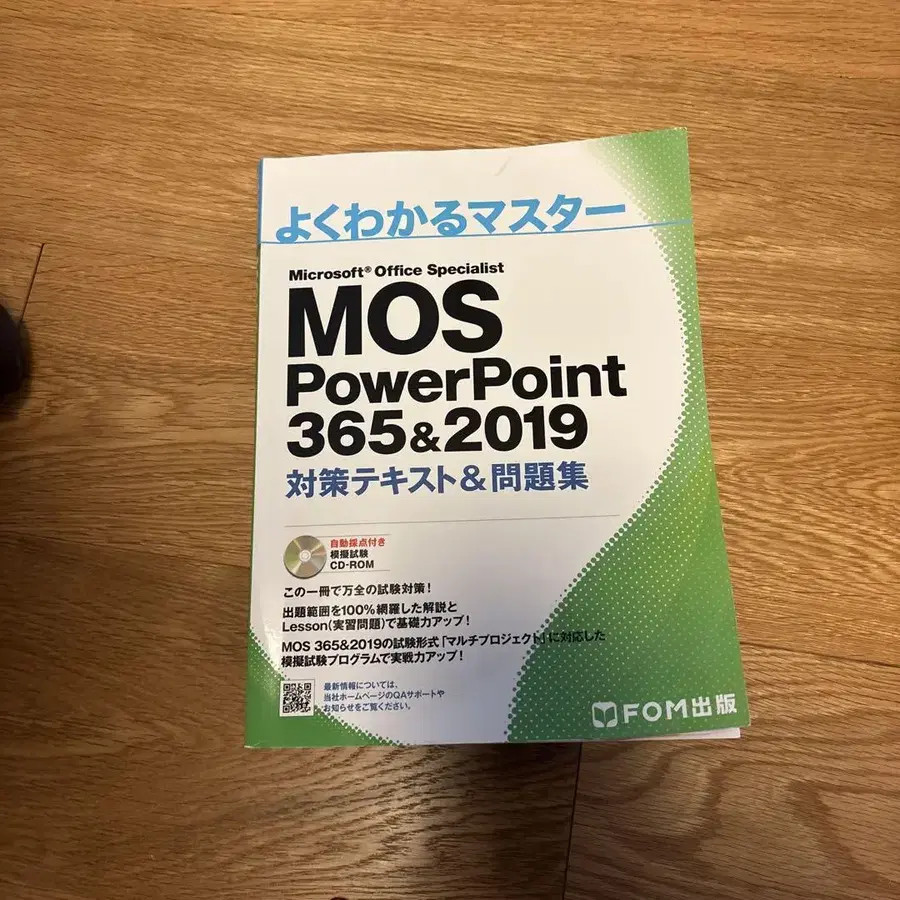 よくわかるマスター
Microsoft® Office Specialist
MOS
PowerPoint
365&2019
対策テキスト&問題集
自動採点付き
模擬試験
CD-ROM
この一冊で万全の試験対策！
出題範囲を100%網羅した解説と
Lesson(実習問題)で基礎力アップ！
MOS 365&2019の試験形式「マルチプロジェクト」に対応した
模擬試験プログラムで実戦力アップ！
最新情報については、
当社ホームページのQAサポートや
お知らせをご覧ください。
FOM出版